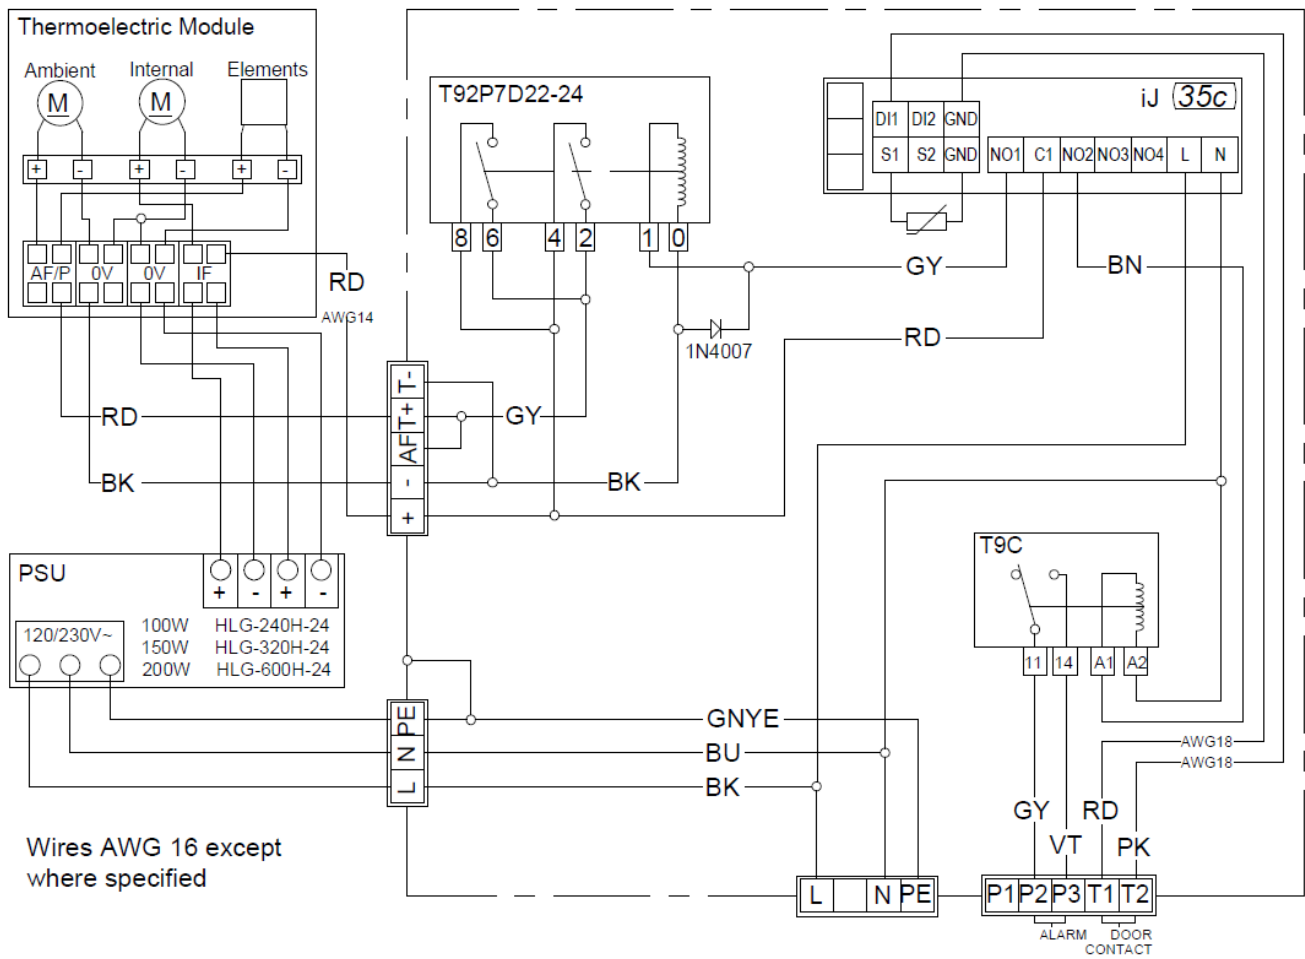 Thermoelectric Module
Ambient Internal Elements
M M
+ - + - + -
AF/P 0V 0V IF
RD
AWG14
T92P7D22-24
8 6 4 2 1 0
iJ 35c
DI1 DI2 GND
S1 S2 GND NO1 C1 NO2 NO3 NO4 L N
GY
BN
1N4007
RD
T-
T+
AF
-
+
RD
GY
BK
BK
PSU
+ - + -
120/230V~
100W HLG-240H-24
150W HLG-320H-24
200W HLG-600H-24
T9C
11 14 A1 A2
PE
N
L
GNYE
BU
BK
AWG18
AWG18
GY
RD
VT
PK
Wires AWG 16 except
where specified
L N PE
P1 P2 P3 T1 T2
ALARM
DOOR
CONTACT